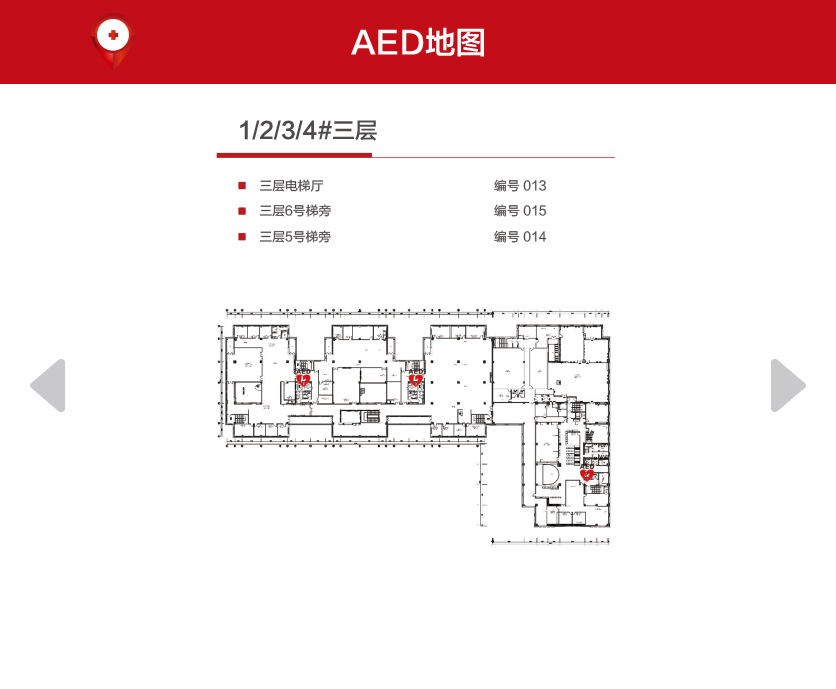 AED地图
1/2/3/4#三层
三层电梯厅 编号 013
三层6号梯旁 编号 015
三层5号梯旁 编号 014
AED
AED
AED